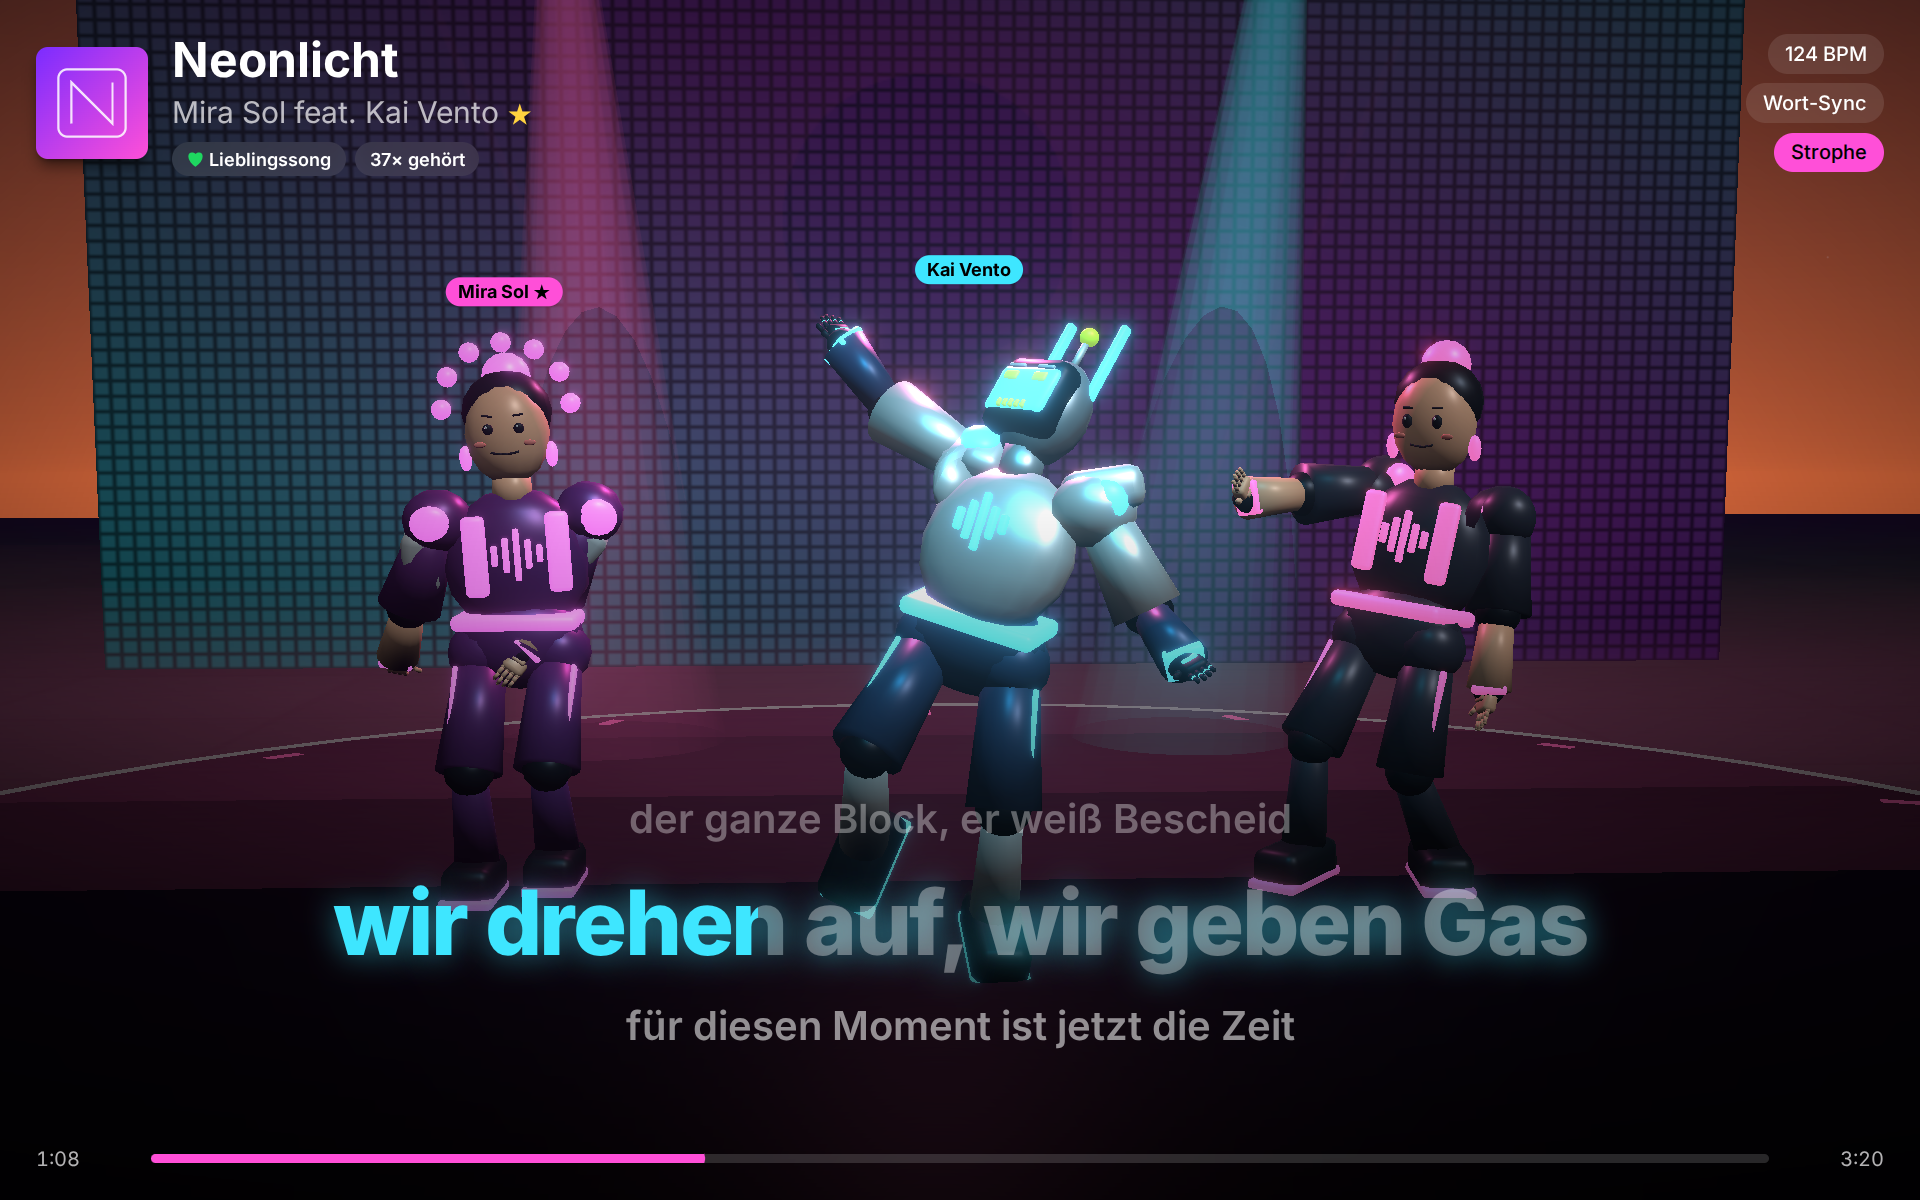 N
Neonlicht
Mira Sol feat. Kai Vento ★
Lieblingssong
37× gehört
124 BPM
Wort-Sync
Strophe
Kai Vento
Mira Sol ★
der ganze Block, er weiß Bescheid
wir drehen auf, wir geben Gas
für diesen Moment ist jetzt die Zeit
1:08
3:20